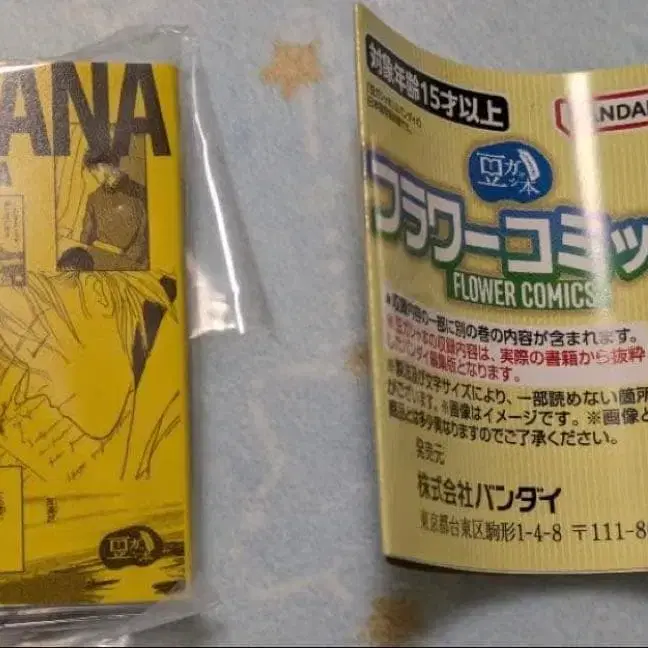 ANA
A
豆ガシャ本
対象年齢15才以上
BANDAI
豆ガシャ本
フラワーコミッ
FLOWER COMICS
※収録内容の一部に別の巻の内容が含まれます。
※豆ガシャ本の収録内容は、実際の書籍から抜粋
したバンダイ編集版となります。
※製法及び文字サイズにより、一部読めない箇所
がございます。※画像はイメージです。※画像と
商品とは多少異なりますのでご了承ください。
発売元
株式会社バンダイ
東京都台東区駒形1-4-8 〒111-8